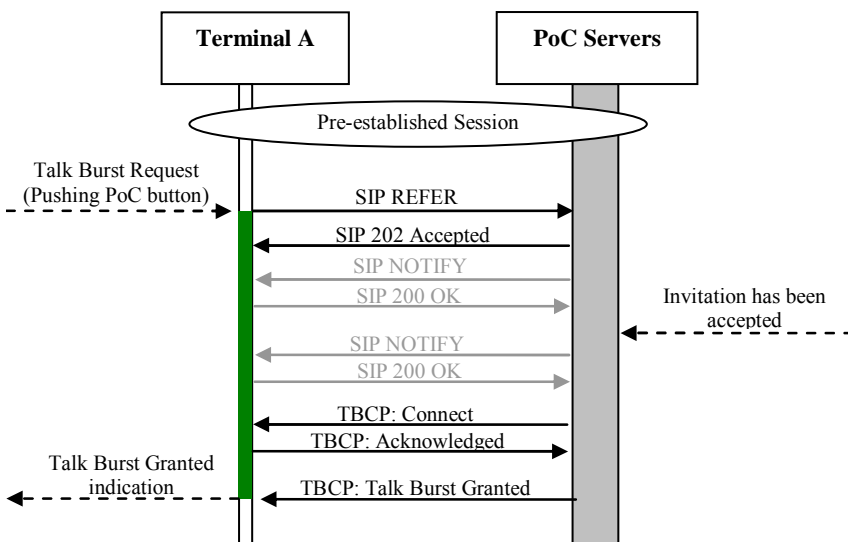 Terminal A
PoC Servers
Pre-established Session
Talk Burst Request
(Pushing PoC button)
SIP REFER
SIP 202 Accepted
SIP NOTIFY
SIP 200 OK
Invitation has been
accepted
SIP NOTIFY
SIP 200 OK
TBCP: Connect
TBCP: Acknowledged
Talk Burst Granted
indication
TBCP: Talk Burst Granted